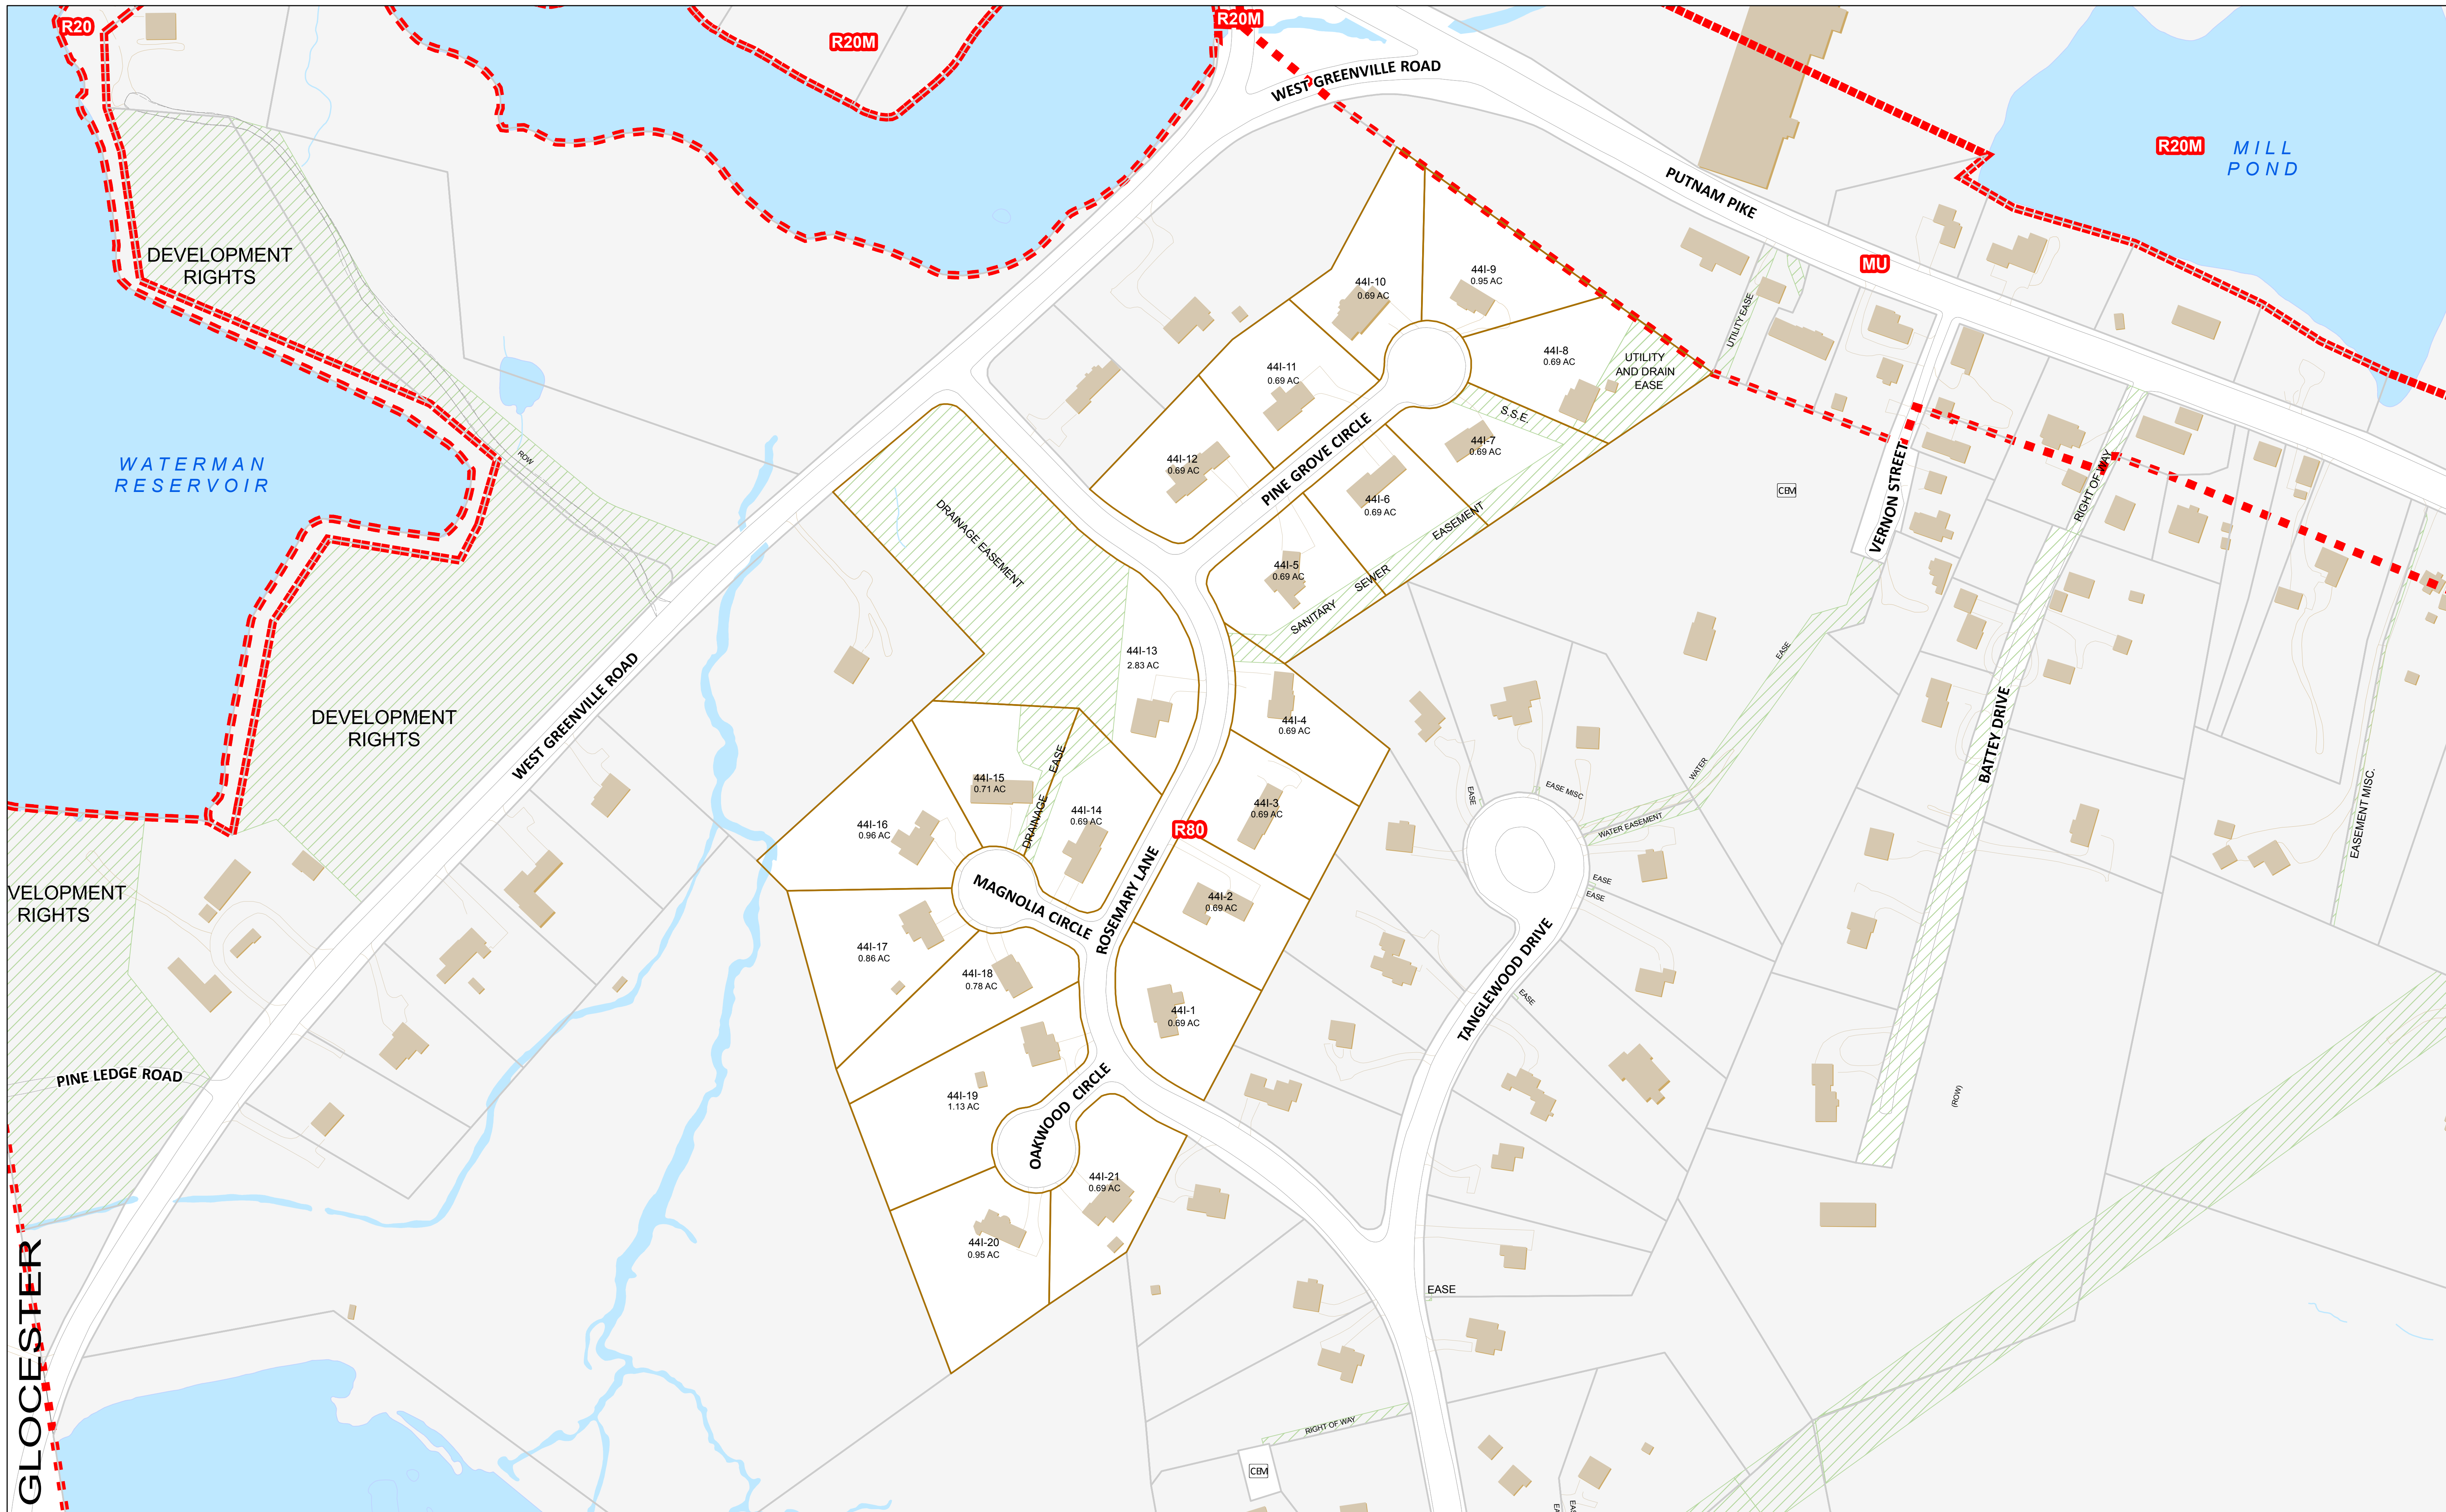 R20
R20M
R20M
WEST GREENVILLE ROAD
R20M
MILL
POND
PUTNAM PIKE
MU
DEVELOPMENT
RIGHTS
44I-10
0.69 AC
44I-9
0.95 AC
UTILITY EASE
44I-8
0.69 AC
UTILITY
AND DRAIN
EASE
44I-11
0.69 AC
S.S.E.
PINE GROVE CIRCLE
44I-7
0.69 AC
44I-12
0.69 AC
WATERMAN
RESERVOIR
ROW
44I-6
0.69 AC
CEM
VERNON STREET
RIGHT OF WAY
DRAINAGE EASEMENT
44I-5
0.69 AC
SANITARY
SEWER
EASEMENT
44I-13
2.83 AC
EASE
WATER
DEVELOPMENT
RIGHTS
WEST GREENVILLE ROAD
44I-4
0.69 AC
BATTEY DRIVE
EASEMENT MISC.
44I-15
0.71 AC
DRAINAGE
EASE
44I-14
0.69 AC
44I-3
0.69 AC
R80
EASE
EASE MISC
WATER EASEMENT
44I-16
0.96 AC
MAGNOLIA CIRCLE
ROSEMARY LANE
44I-2
0.69 AC
EASE
EASE
VELOPMENT
RIGHTS
44I-17
0.86 AC
44I-18
0.78 AC
44I-1
0.69 AC
TANGLEWOOD DRIVE
EASE
PINE LEDGE ROAD
44I-19
1.13 AC
OAKWOOD CIRCLE
(ROW)
44I-21
0.69 AC
44I-20
0.95 AC
EASE
GLOCESTER
RIGHT OF WAY
CEM